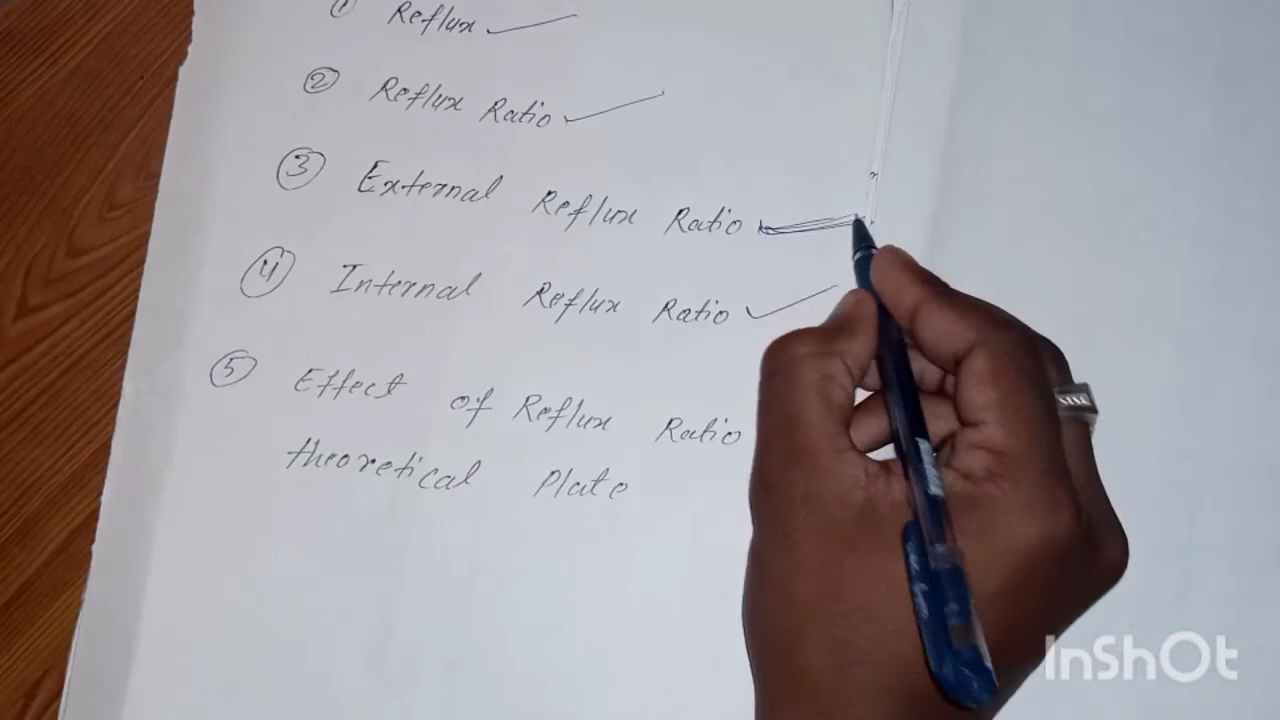 ① Reflux
② Reflux Ratio
③ External Reflux Ratio
④ Internal Reflux Ratio
⑤ Effect of Reflux Ratio
theoretical Plate
InShOt